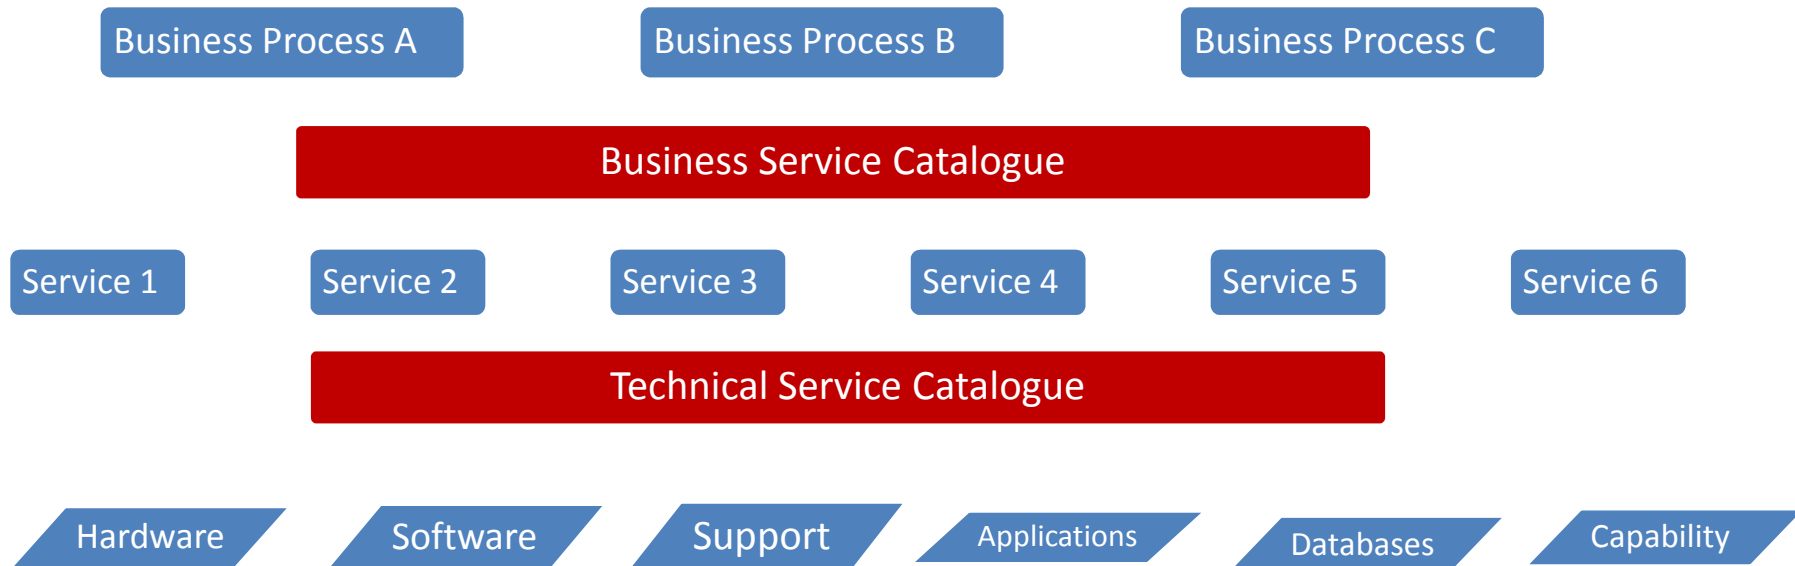 Business Process A
Business Process B
Business Process C
Business Service Catalogue
Service 1
Service 2
Service 3
Service 4
Service 5
Service 6
Technical Service Catalogue
Hardware
Software
Support
Applications
Databases
Capability